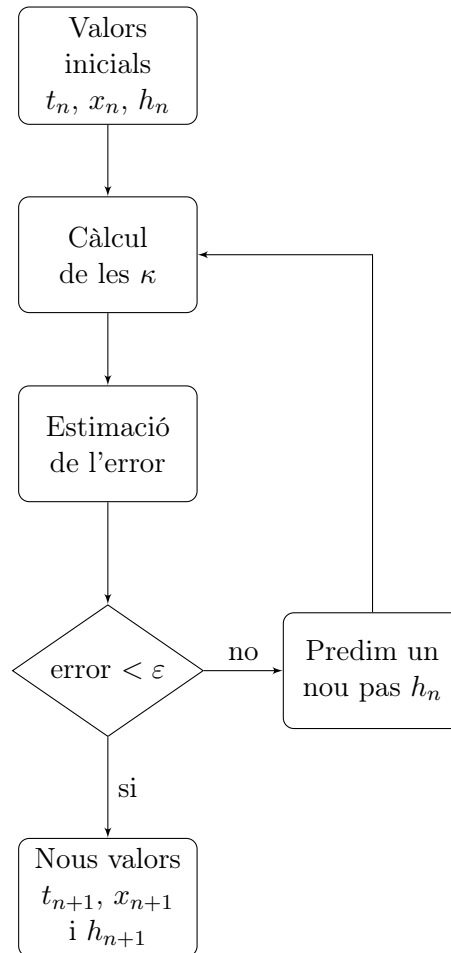 Valors
inicials
tₙ, xₙ, hₙ
Càlcul
de les κ
Estimació
de l'error
error < ε
no
Predim un
nou pas hₙ
si
Nous valors
tₙ₊₁, xₙ₊₁
i hₙ₊₁